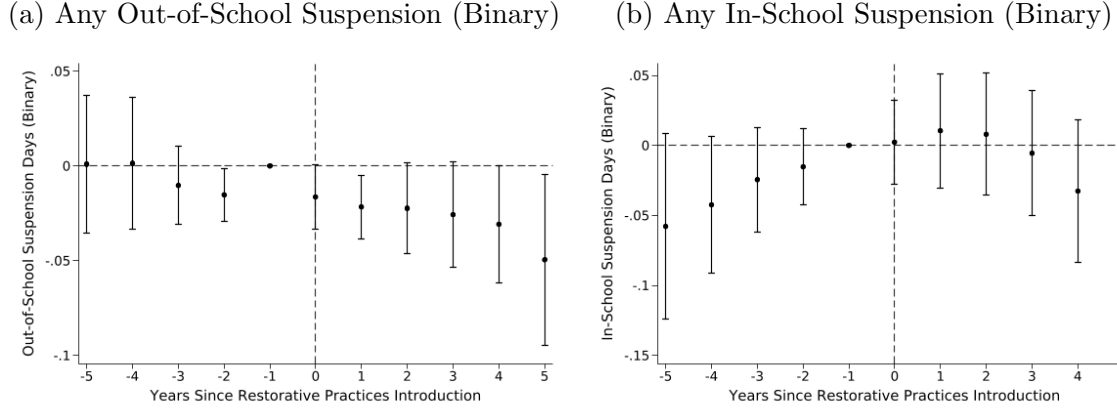 (a) Any Out-of-School Suspension (Binary)
Out-of-School Suspension Days (Binary)
.05
0
-.05
-.1
-5 -4 -3 -2 -1 0 1 2 3 4 5
Years Since Restorative Practices Introduction
(b) Any In-School Suspension (Binary)
In-School Suspension Days (Binary)
.05
0
-.05
-.1
-.15
-5 -4 -3 -2 -1 0 1 2 3 4
Years Since Restorative Practices Introduction